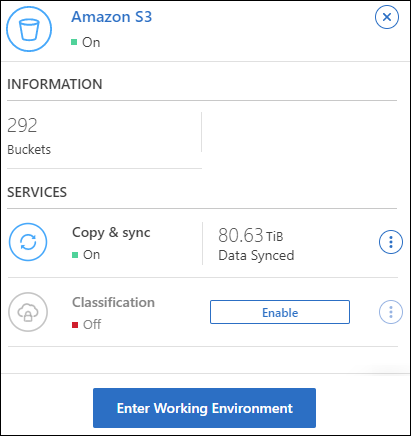 Amazon S3
On
INFORMATION
292
Buckets
SERVICES
Copy & sync
On
80.63 TiB
Data Synced
Classification
Off
Enable
Enter Working Environment